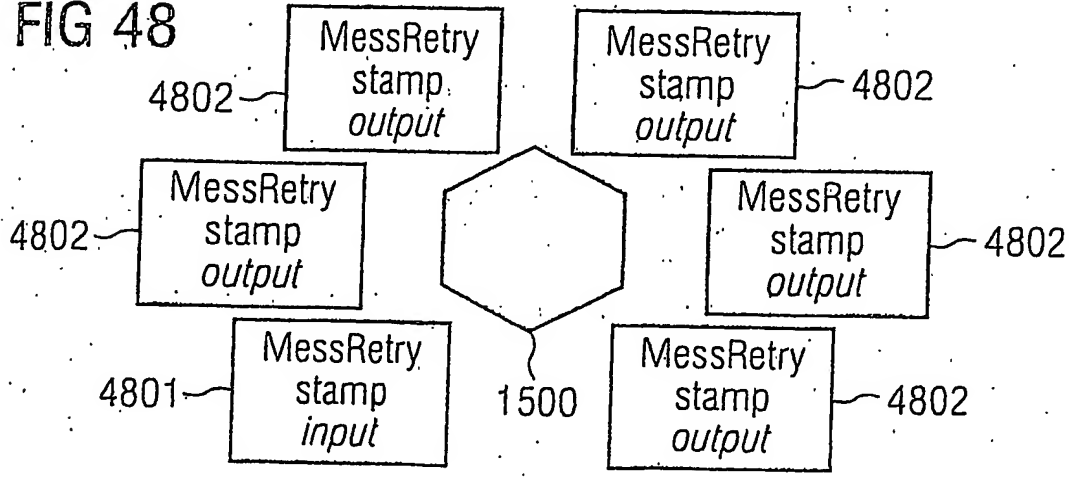 FIG 48
MessRetry
stamp
output
4802
MessRetry
stamp
output
4802
MessRetry
stamp
output
4802
MessRetry
stamp
output
4802
MessRetry
stamp
input
4801
1500
MessRetry
stamp
output
4802